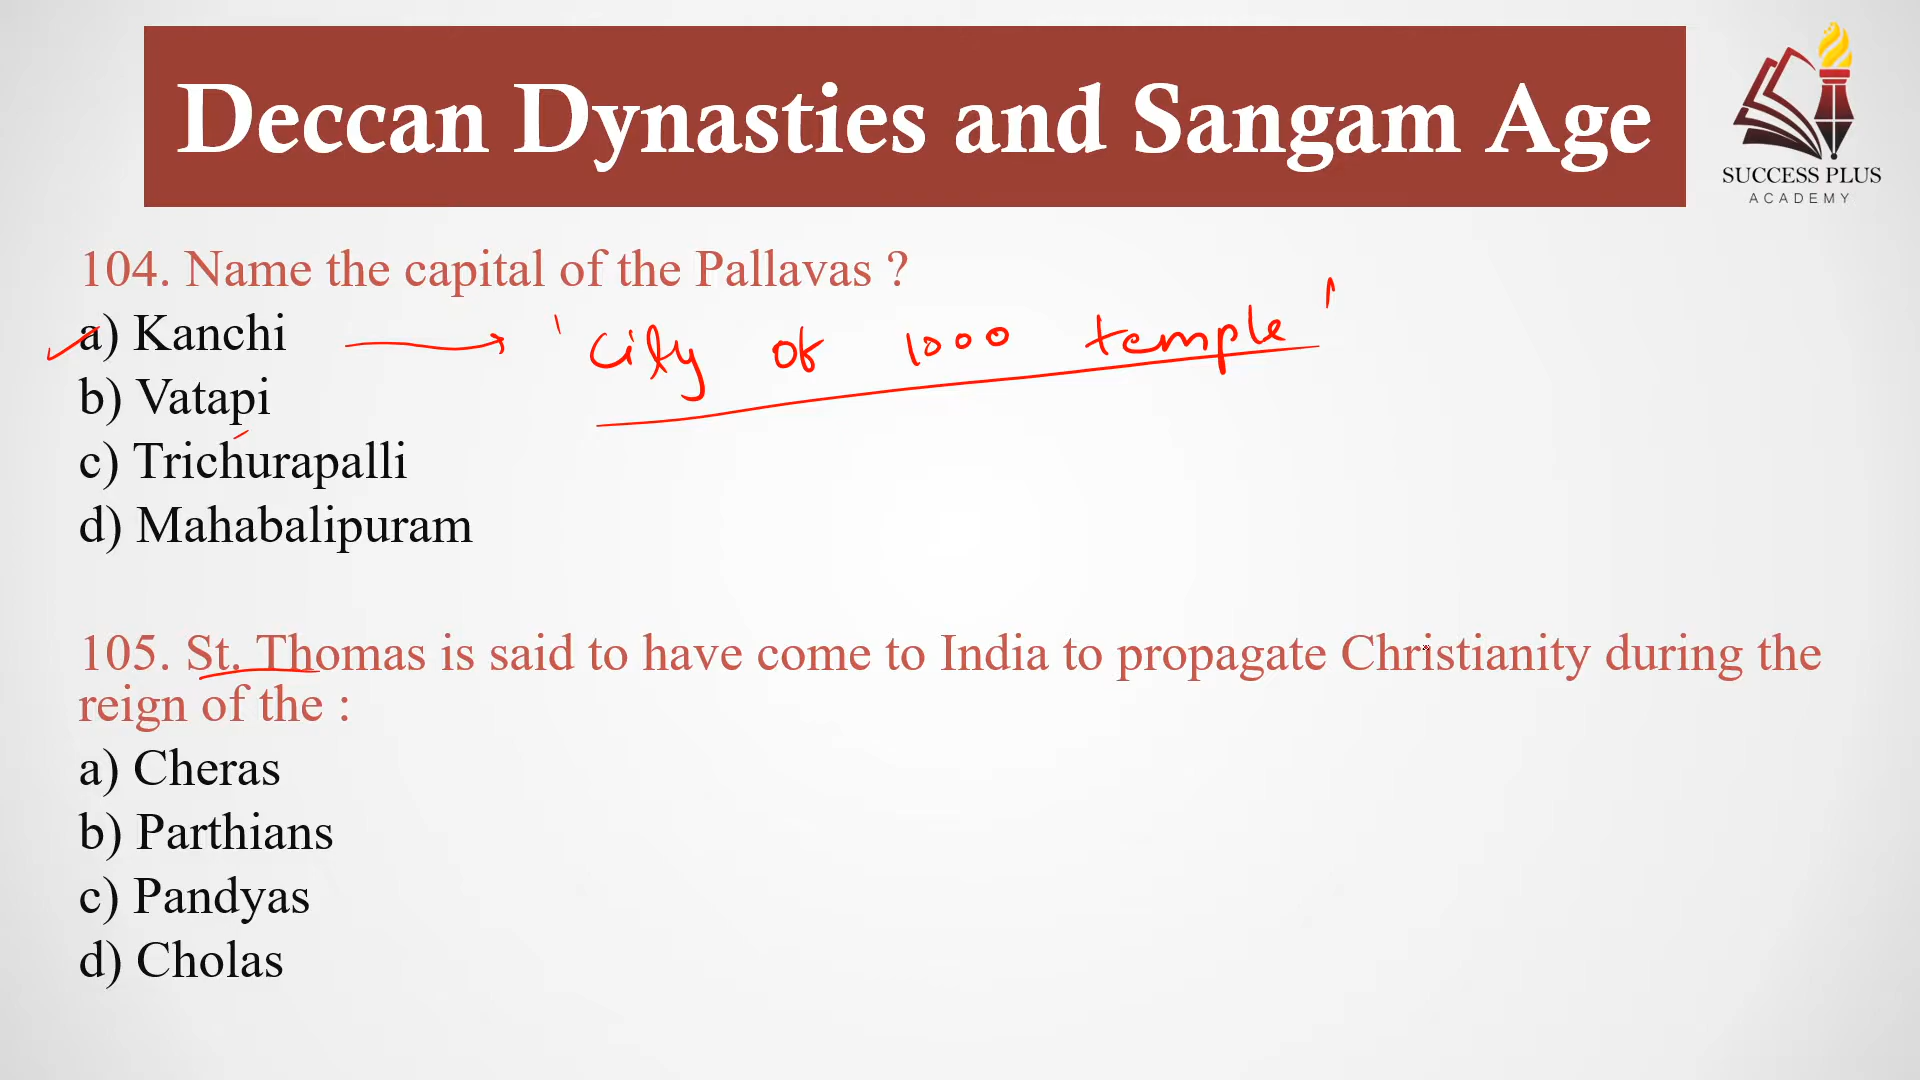 Deccan Dynasties and Sangam Age
SUCCESS PLUS
ACADEMY
104. Name the capital of the Pallavas ?
a) Kanchi
'City of 1000 temple'
b) Vatapi
c) Trichurapalli
d) Mahabalipuram
105. St. Thomas is said to have come to India to propagate Christianity during the
reign of the :
a) Cheras
b) Parthians
c) Pandyas
d) Cholas